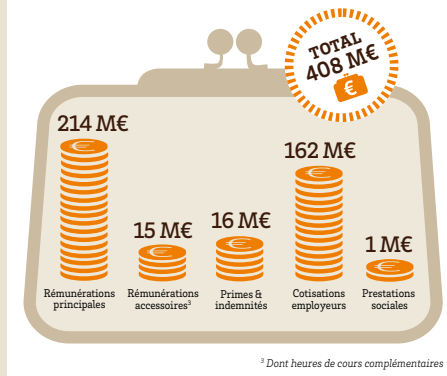 TOTAL
408 M€
€
214 M€
15 M€
16 M€
162 M€
1 M€
Rémunérations
principales
Rémunérations
accessoires³
Primes &
indemnités
Cotisations
employeurs
Prestations
sociales
³ Dont heures de cours complémentaires